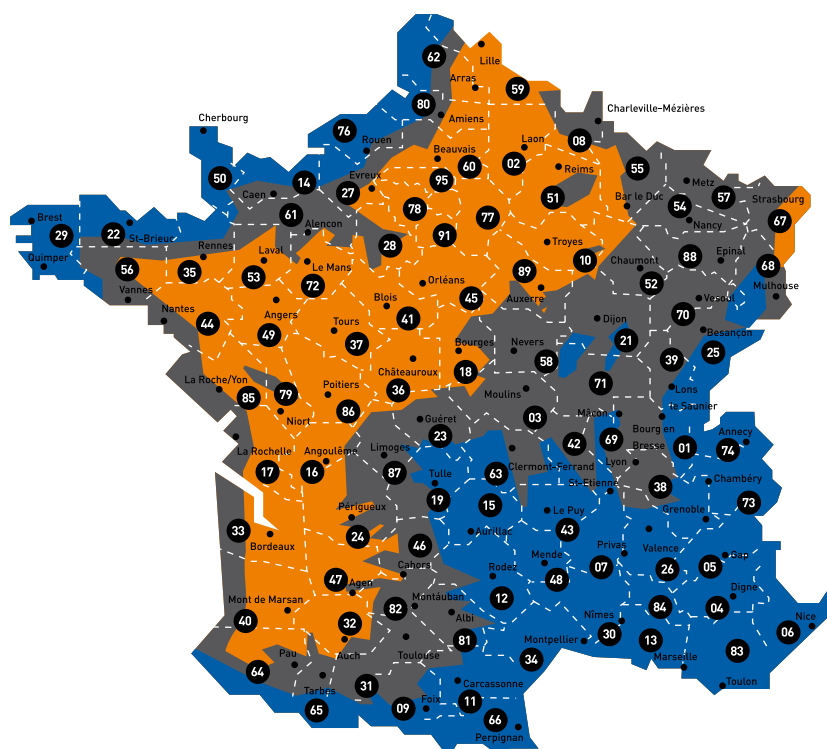 62
Lille
Arras
59
80
Amiens
Charleville-Mézières
Cherbourg
76
Rouen
08
Laon
Beauvais
60
02
Reims
55
Metz
50
14
Evreux
95
57
Caen
27
51
Bar le Duc
54
Strasbourg
61
78
77
Nancy
67
Brest
29
22
St-Brieuc
Alençon
91
Troyes
Quimper
Rennes
28
88
Epinal
56
35
Laval
Le Mans
10
Chaumont
68
53
72
Orléans
89
52
Mulhouse
Vannes
Blois
45
Auxerre
Vesoul
Nantes
Angers
41
70
44
49
Tours
Dijon
Besançon
37
Bourges
Nevers
21
25
58
39
Châteauroux
18
La Roche/Yon
85
79
Poitiers
36
Moulins
71
Lons
le Saunier
Niort
86
03
Mâcon
Guéret
Bourg en
Bresse
Annecy
23
42
69
01
74
La Rochelle
Angoulême
Limoges
Clermont-Ferrand
Lyon
17
16
87
63
Tulle
St-Etienne
38
Chambéry
19
15
73
Périgueux
Le Puy
Grenoble
33
Bordeaux
24
Aurillac
43
Valence
46
Privas
Gap
Mende
07
26
05
47
Agen
Cahors
Rodez
48
Digne
Mont de Marsan
82
Montauban
12
84
04
40
32
Albi
Nîmes
Nice
Auch
Toulouse
81
Montpellier
30
13
06
Pau
34
Marseille
83
64
Tarbes
31
Carcassonne
Toulon
65
09
Foix
11
66
Perpignan